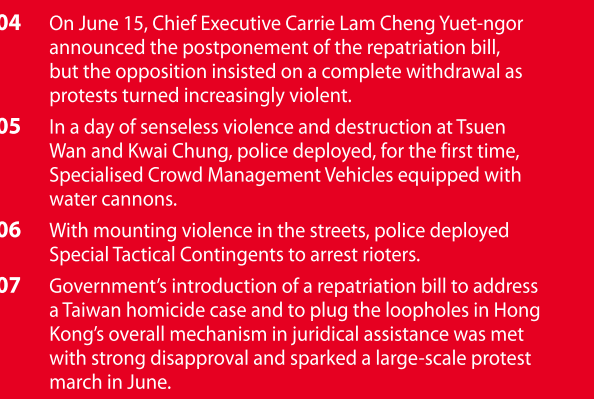 04 On June 15, Chief Executive Carrie Lam Cheng Yuet-ngor
announced the postponement of the repatriation bill,
but the opposition insisted on a complete withdrawal as
protests turned increasingly violent.
05 In a day of senseless violence and destruction at Tsuen
Wan and Kwai Chung, police deployed, for the first time,
Specialised Crowd Management Vehicles equipped with
water cannons.
06 With mounting violence in the streets, police deployed
Special Tactical Contingents to arrest rioters.
07 Government’s introduction of a repatriation bill to address
a Taiwan homicide case and to plug the loopholes in Hong
Kong’s overall mechanism in juridical assistance was met
with strong disapproval and sparked a large-scale protest
march in June.